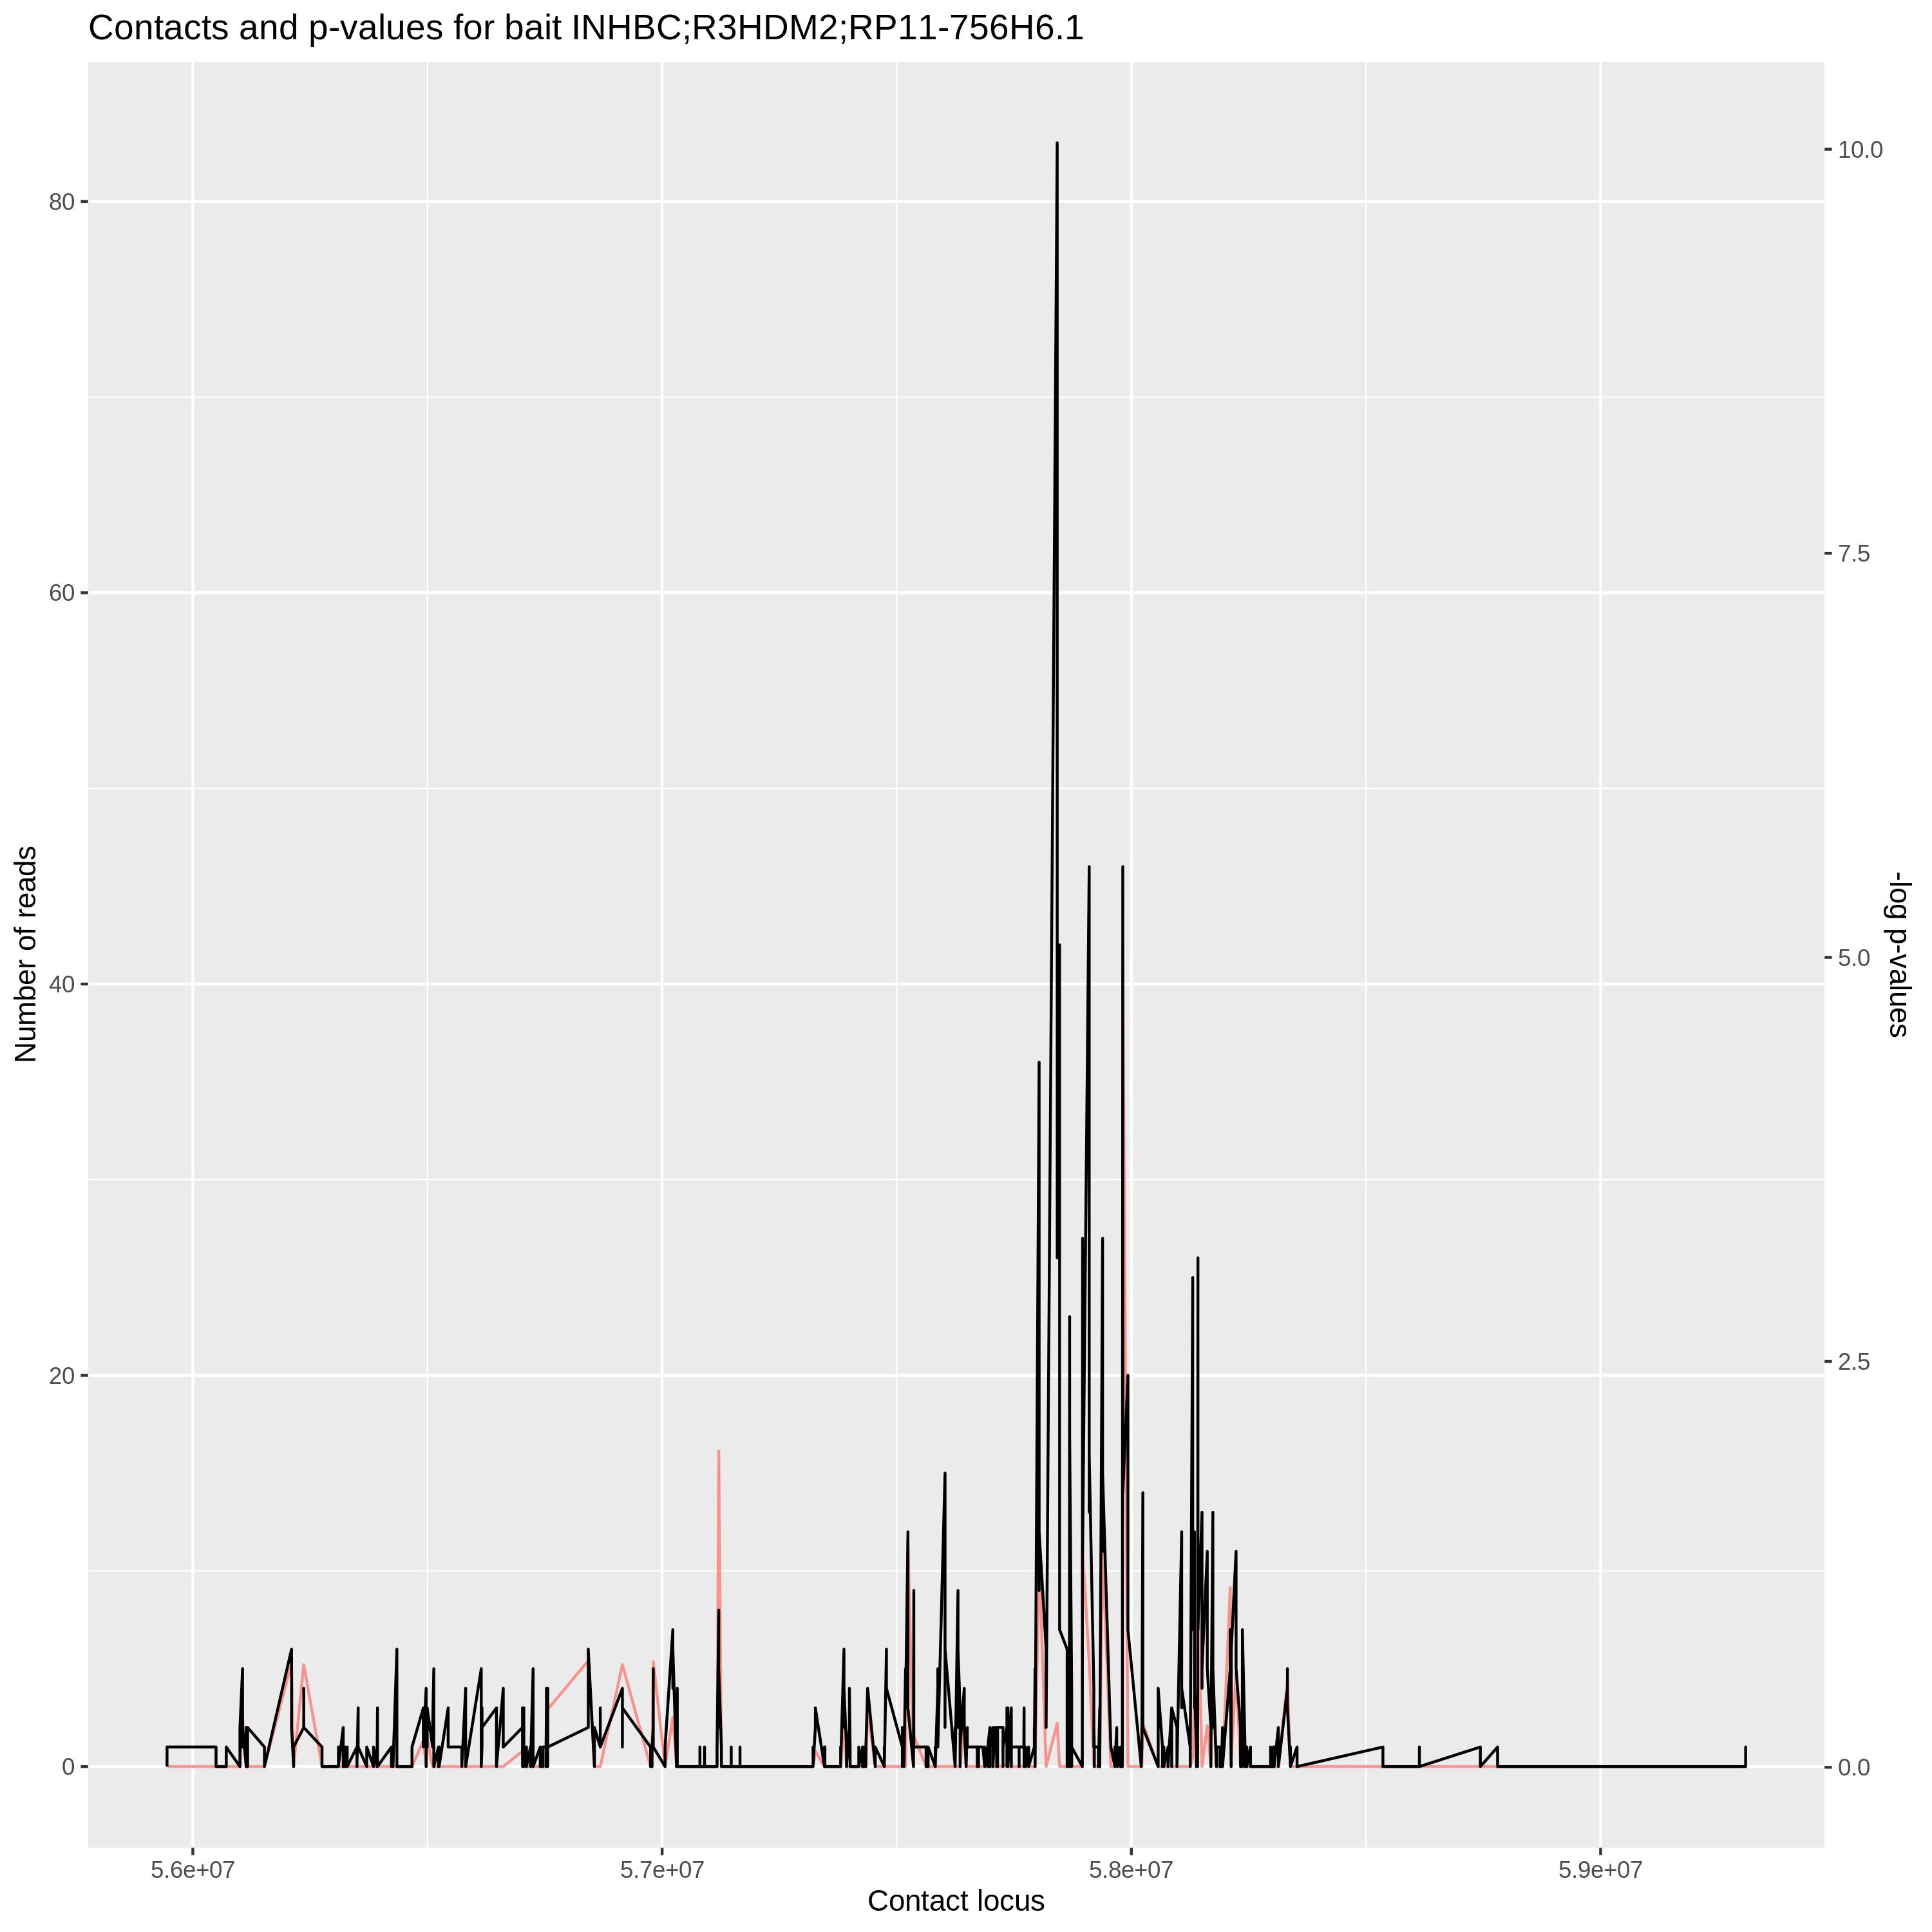 Contacts and p-values for bait INHBC;R3HDM2;RP11-756H6.1
80
60
40
20
0
Number of reads
10.0
7.5
5.0
2.5
0.0
-log p-values
5.6e+07 5.7e+07 5.8e+07 5.9e+07
Contact locus